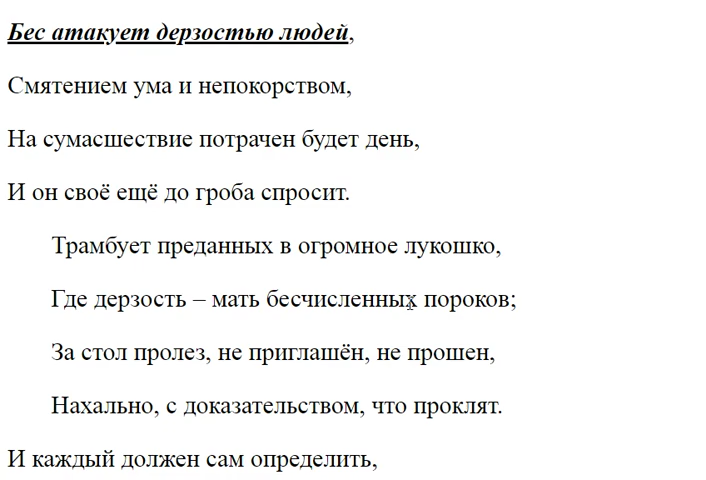 Бес атакует дерзостью людей,
Смятением ума и непокорством,
На сумасшествие потрачен будет день,
И он своё ещё до гроба спросит.
Трамбует преданных в огромное лукошко,
Где дерзость – мать бесчисленных пороков;
За стол пролез, не приглашён, не прошен,
Нахально, с доказательством, что проклят.
И каждый должен сам определить,